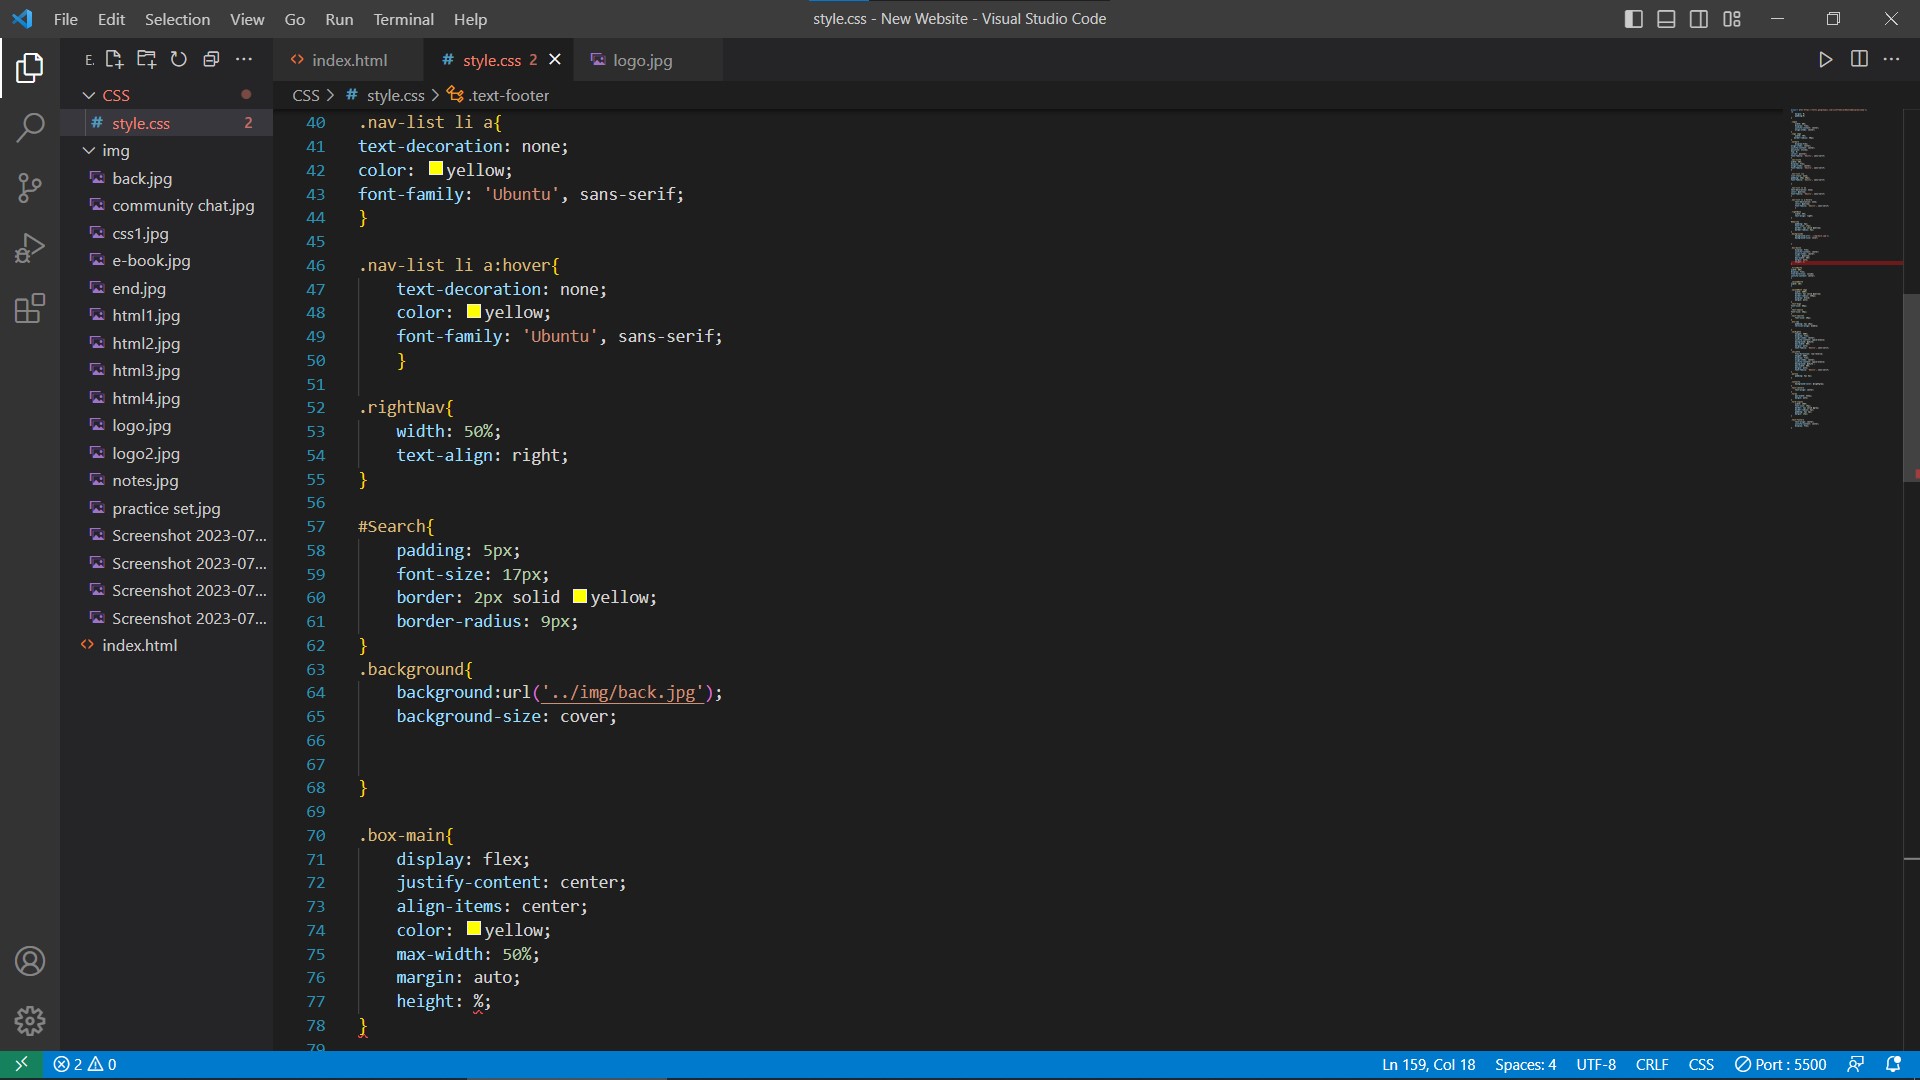 File Edit Selection View Go Run Terminal Help
style.css - New Website - Visual Studio Code
E.
index.html
# style.css 2
logo.jpg
CSS
# style.css 2
img
back.jpg
community chat.jpg
css1.jpg
e-book.jpg
end.jpg
html1.jpg
html2.jpg
html3.jpg
html4.jpg
logo.jpg
logo2.jpg
notes.jpg
practice set.jpg
Screenshot 2023-07...
Screenshot 2023-07...
Screenshot 2023-07...
Screenshot 2023-07...
index.html
CSS > # style.css > .text-footer
40 .nav-list li a{
41 text-decoration: none;
42 color: yellow;
43 font-family: 'Ubuntu', sans-serif;
44 }
45
46 .nav-list li a:hover{
47 text-decoration: none;
48 color: yellow;
49 font-family: 'Ubuntu', sans-serif;
50 }
51
52 .rightNav{
53 width: 50%;
54 text-align: right;
55 }
56
57 #Search{
58 padding: 5px;
59 font-size: 17px;
60 border: 2px solid yellow;
61 border-radius: 9px;
62 }
63 .background{
64 background:url('../img/back.jpg');
65 background-size: cover;
66
67
68 }
69
70 .box-main{
71 display: flex;
72 justify-content: center;
73 align-items: center;
74 color: yellow;
75 max-width: 50%;
76 margin: auto;
77 height: %;
78 }
79
2 0
Ln 159, Col 18 Spaces: 4 UTF-8 CRLF CSS Port : 5500